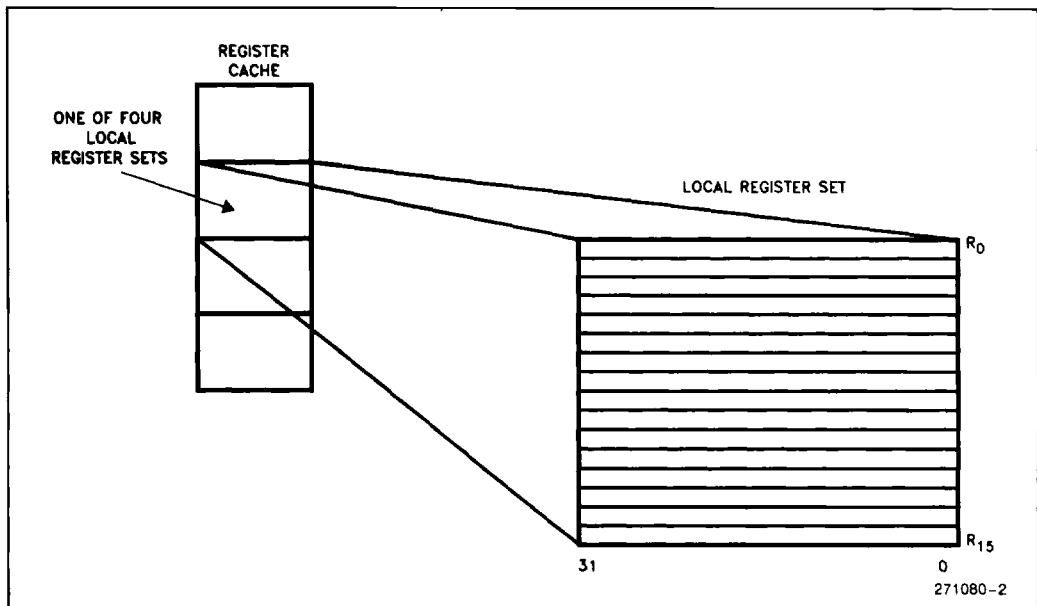 REGISTER
CACHE
ONE OF FOUR
LOCAL
REGISTER SETS
LOCAL REGISTER SET
R0
R15
31 0
271080-2